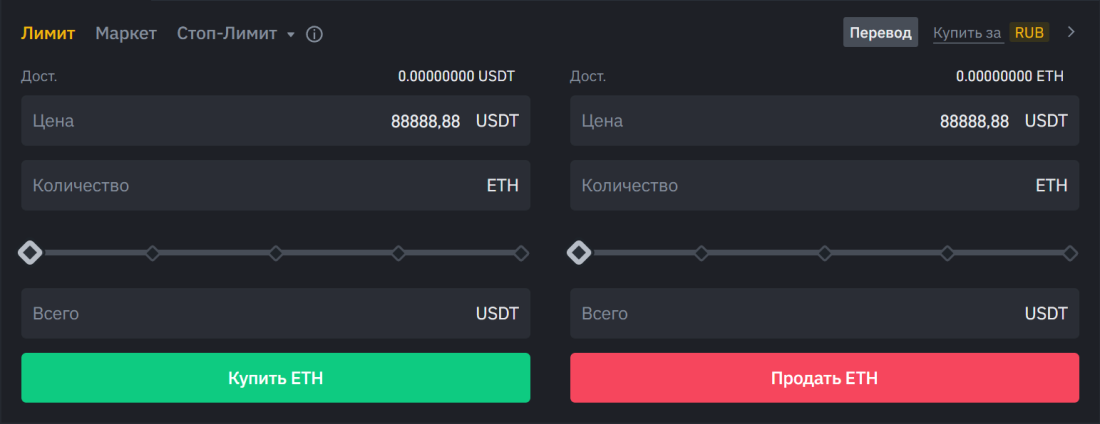 Лимит Маркет Стоп-Лимит Перевод Купить за RUB
Дост. 0.00000000 USDT
Цена 88888,88 USDT
Количество ETH
Всего USDT
Купить ETH
Дост. 0.00000000 ETH
Цена 88888,88 USDT
Количество ETH
Всего USDT
Продать ETH